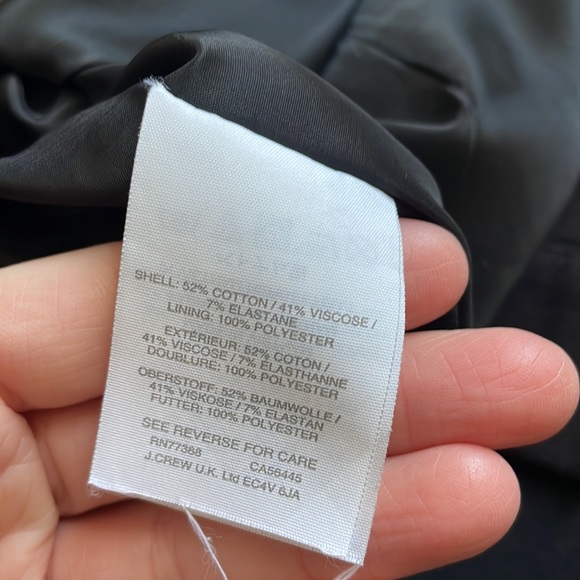 SHELL: 52% COTTON / 41% VISCOSE /
7% ELASTANE
LINING: 100% POLYESTER
EXTÉRIEUR: 52% COTON /
41% VISCOSE / 7% ELASTHANNE
DOUBLURE: 100% POLYESTER
OBERSTOFF: 52% BAUMWOLLE /
41% VISKOSE / 7% ELASTAN
FUTTER: 100% POLYESTER
SEE REVERSE FOR CARE
RN77388 CA56445
J.CREW U.K. Ltd EC4V 6JA